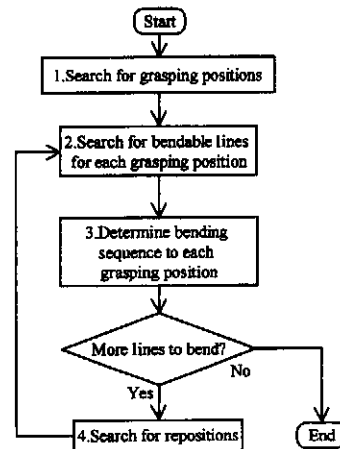 Start
1.Search for grasping positions
2.Search for bendable lines
for each grasping position
3.Determine bending
sequence to each
grasping position
More lines to bend?
No
Yes
4.Search for repositions
End